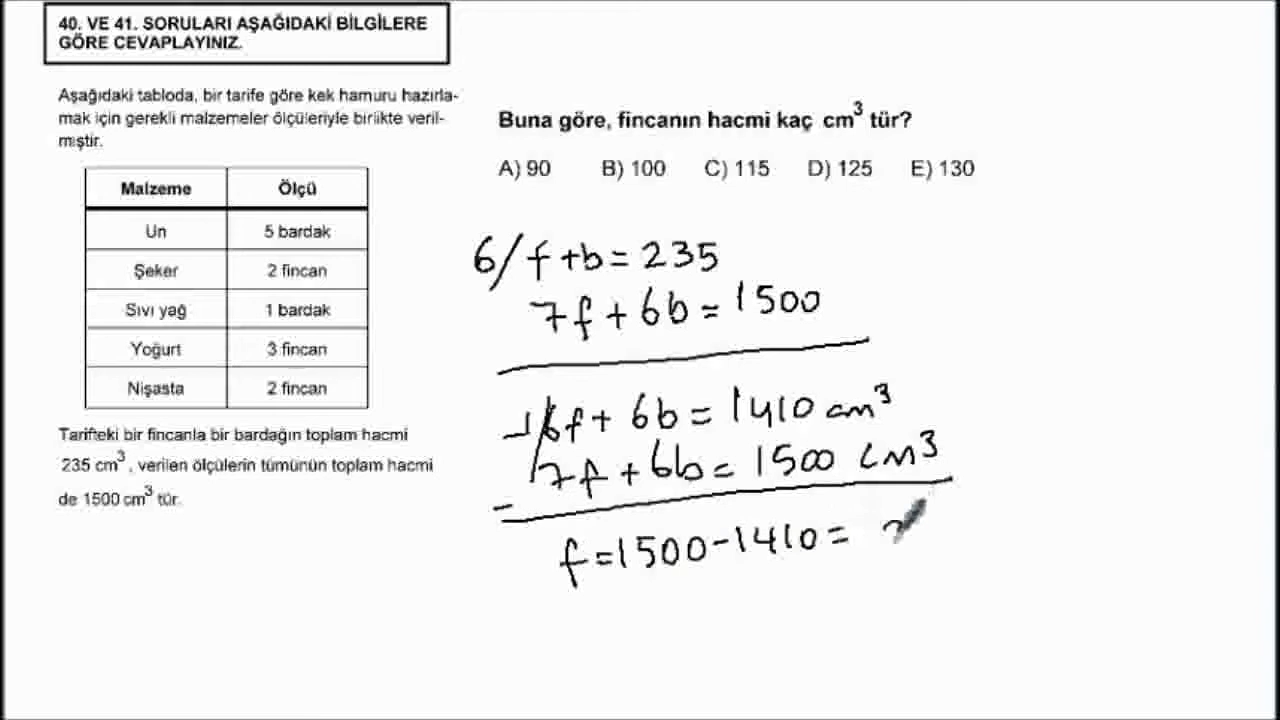 40. VE 41. SORULARI AŞAĞIDAKİ BİLGİLERE
GÖRE CEVAPLAYINIZ.
Aşağıdaki tabloda, bir tarife göre kek hamuru hazırla-
mak için gerekli malzemeler ölçüleriyle birlikte veril-
miştir.
Malzeme Ölçü
Un 5 bardak
Şeker 2 fincan
Sıvı yağ 1 bardak
Yoğurt 3 fincan
Nişasta 2 fincan
Tarifteki bir fincanla bir bardağın toplam hacmi
235 cm³ , verilen ölçülerin tümünün toplam hacmi
de 1500 cm³ tür.
Buna göre, fincanın hacmi kaç cm³ tür?
A) 90 B) 100 C) 115 D) 125 E) 130
6/ f+b=235
7f+6b=1500
6f+6b=1410 cm³
7f+6b=1500 cm³
f=1500-1410=